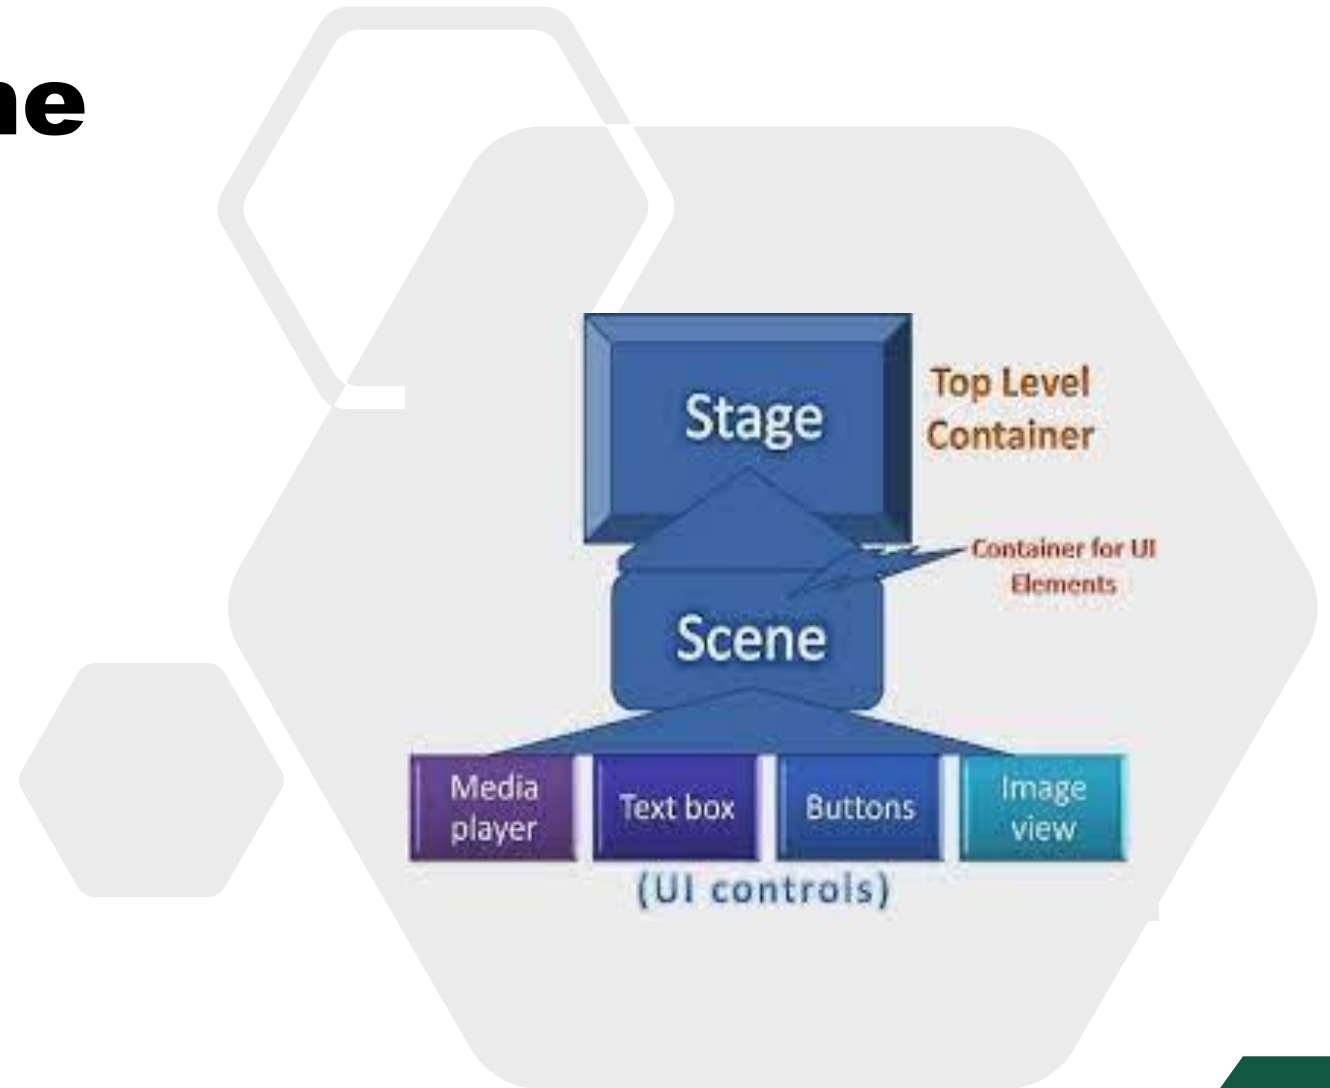 ne
Stage
Top Level
Container
Container for UI
Elements
Scene
Media
player
Text box
Buttons
Image
view
(UI controls)